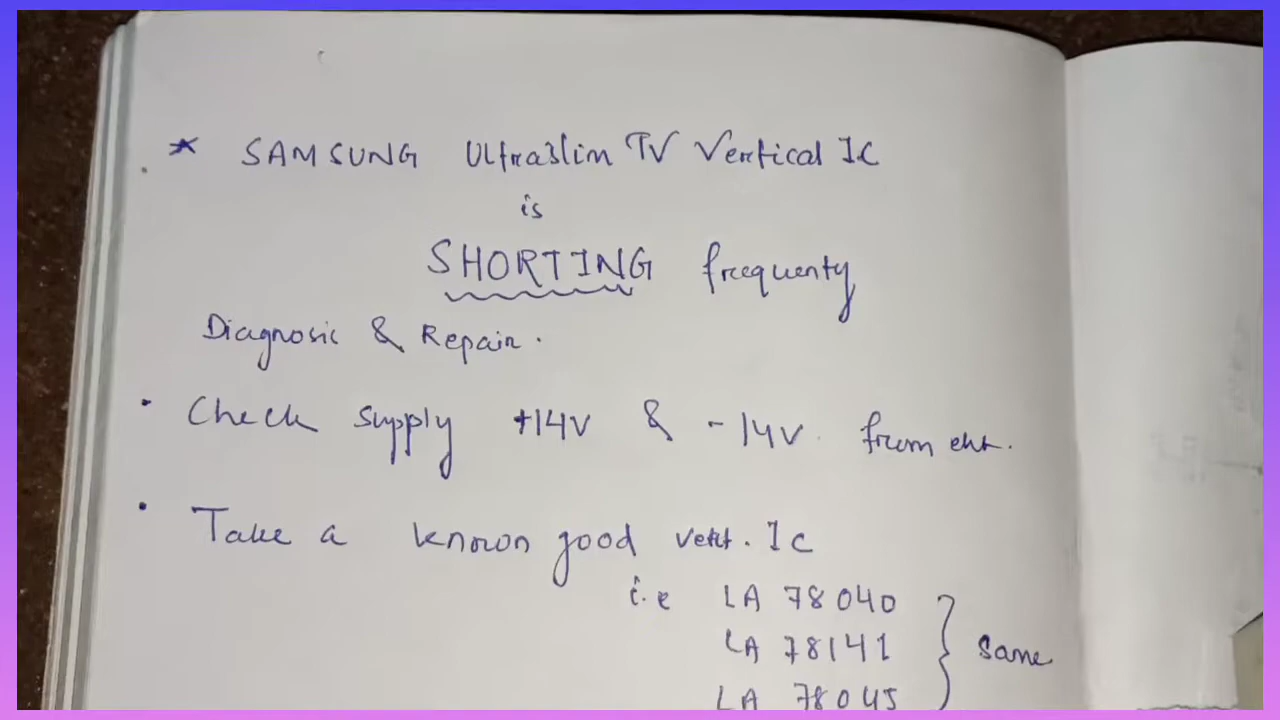 * SAMSUNG Ultraslim TV Vertical IC
is
SHORTING frequenty
Diagnosis & Repair.
• Check supply +14V & -14V from eht.
• Take a known good vert. Ic
i.e LA 78040
LA 78141 } Same
LA 78045